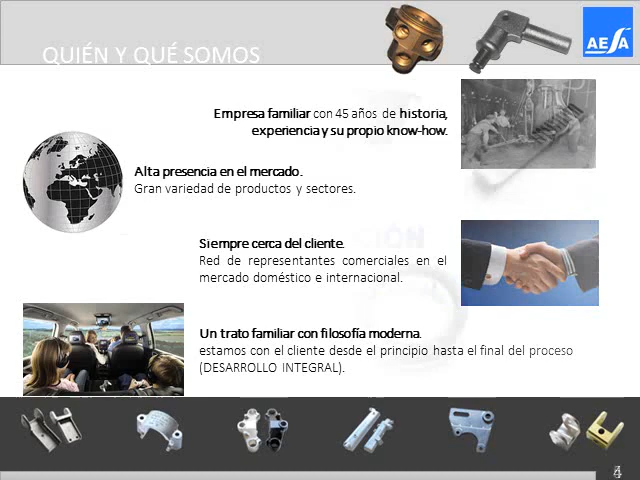 QUIÉN Y QUÉ SOMOS
AESA
Empresa familiar con 45 años de historia,
experiencia y su propio know-how.
Alta presencia en el mercado.
Gran variedad de productos y sectores.
Siempre cerca del cliente.
Red de representantes comerciales en el
mercado doméstico e internacional.
Un trato familiar con filosofía moderna.
estamos con el cliente desde el principio hasta el final del proceso
(DESARROLLO INTEGRAL).
4